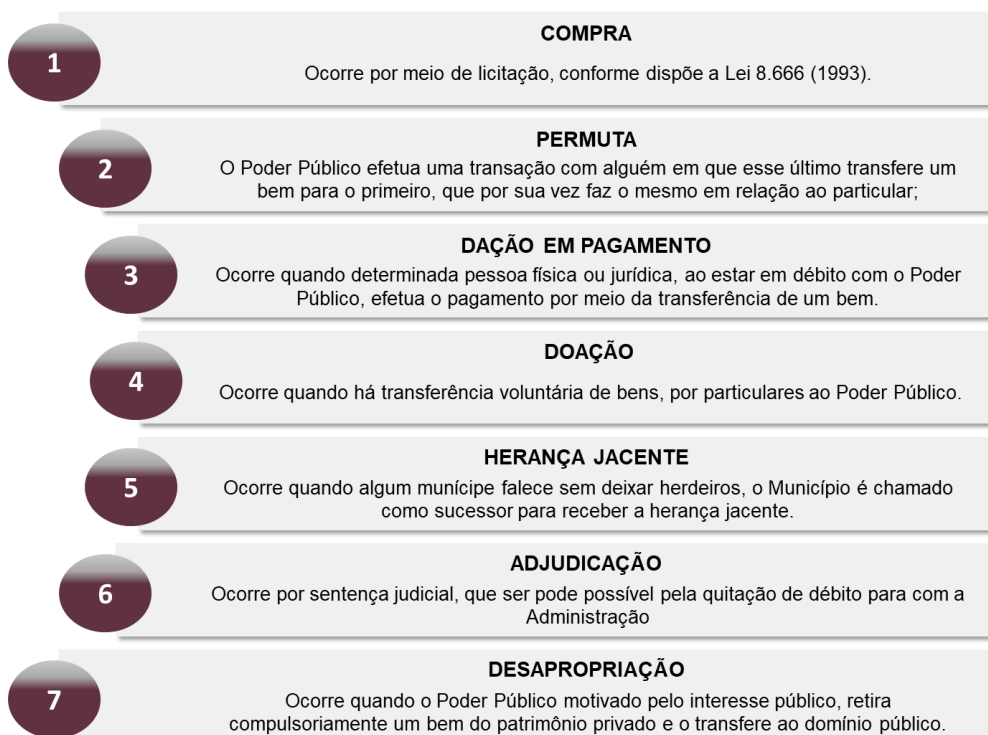 1
COMPRA
Ocorre por meio de licitação, conforme dispõe a Lei 8.666 (1993).
2
PERMUTA
O Poder Público efetua uma transação com alguém em que esse último transfere um
bem para o primeiro, que por sua vez faz o mesmo em relação ao particular;
3
DAÇÃO EM PAGAMENTO
Ocorre quando determinada pessoa física ou jurídica, ao estar em débito com o Poder
Público, efetua o pagamento por meio da transferência de um bem.
4
DOAÇÃO
Ocorre quando há transferência voluntária de bens, por particulares ao Poder Público.
5
HERANÇA JACENTE
Ocorre quando algum munícipe falece sem deixar herdeiros, o Município é chamado
como sucessor para receber a herança jacente.
6
ADJUDICAÇÃO
Ocorre por sentença judicial, que ser pode possível pela quitação de débito para com a
Administração
7
DESAPROPRIAÇÃO
Ocorre quando o Poder Público motivado pelo interesse público, retira
compulsoriamente um bem do patrimônio privado e o transfere ao domínio público.